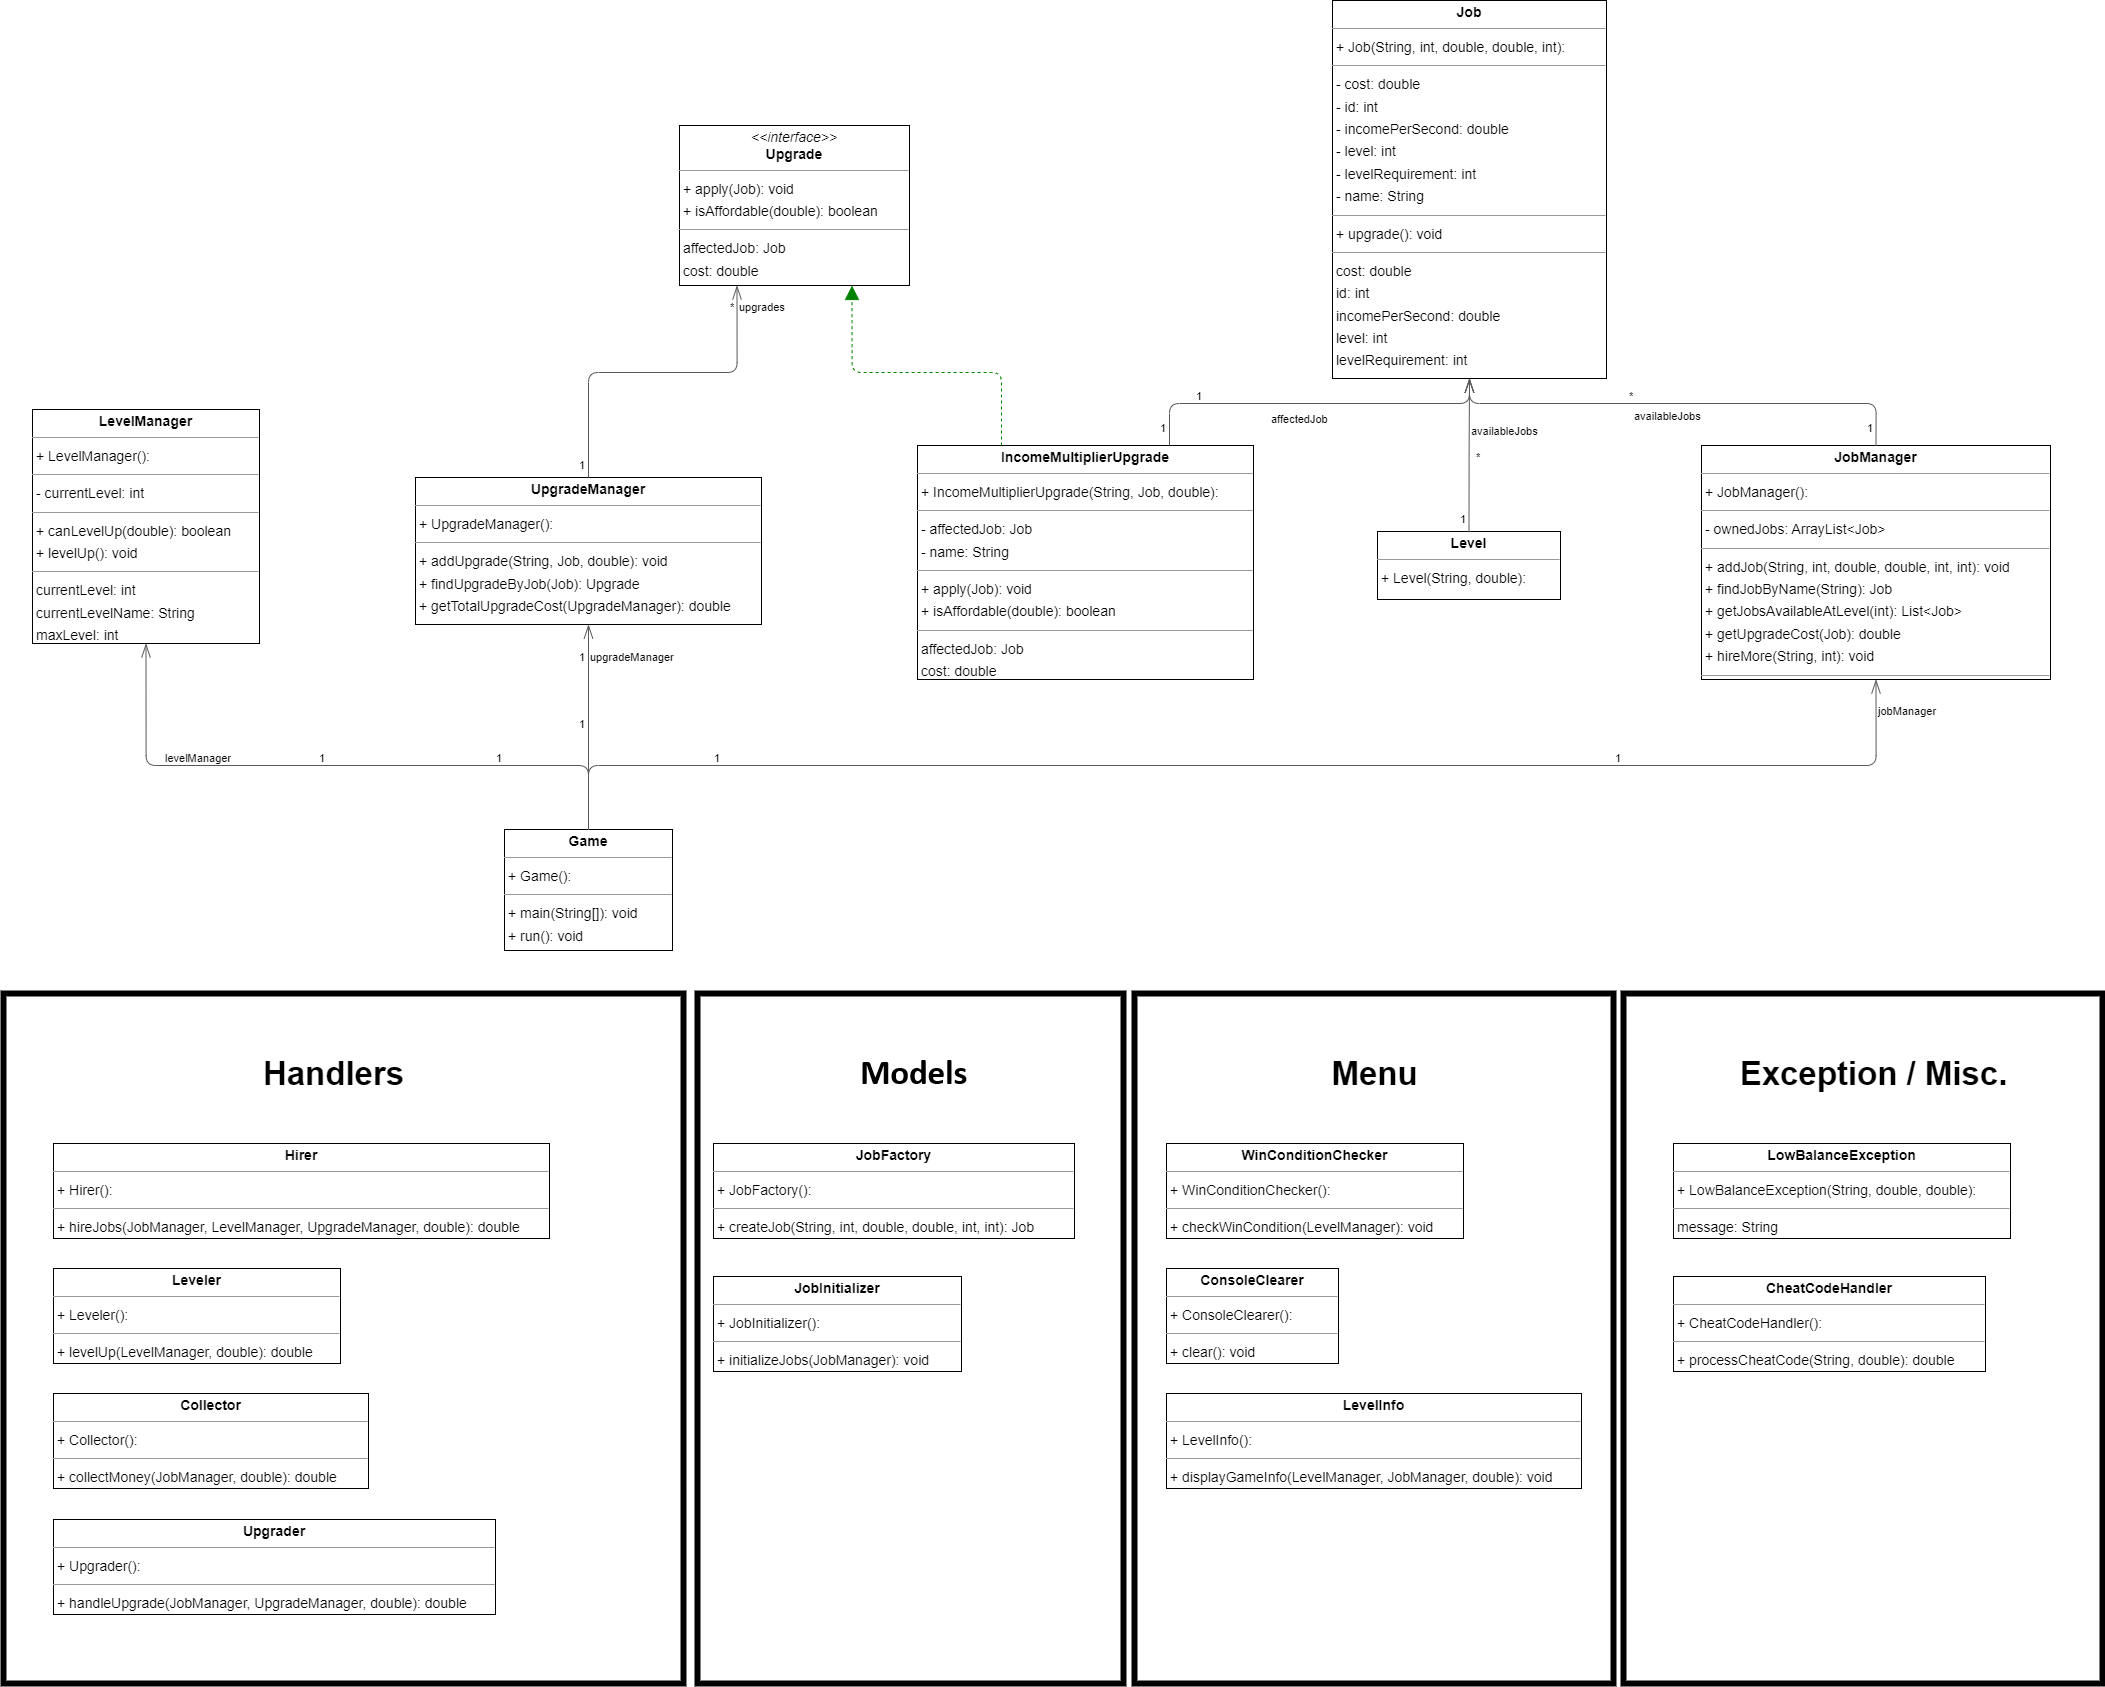 Job
+ Job(String, int, double, double, int):
- cost: double
- id: int
- incomePerSecond: double
- level: int
- levelRequirement: int
- name: String
+ upgrade(): void
cost: double
id: int
incomePerSecond: double
level: int
levelRequirement: int
<<interface>>
Upgrade
+ apply(Job): void
+ isAffordable(double): boolean
affectedJob: Job
cost: double
* upgrades
1
affectedJob
1
availableJobs
*
1
*
availableJobs
1
LevelManager
+ LevelManager():
- currentLevel: int
+ canLevelUp(double): boolean
+ levelUp(): void
currentLevel: int
currentLevelName: String
maxLevel: int
1
UpgradeManager
+ UpgradeManager():
+ addUpgrade(String, Job, double): void
+ findUpgradeByJob(Job): Upgrade
+ getTotalUpgradeCost(UpgradeManager): double
IncomeMultiplierUpgrade
+ IncomeMultiplierUpgrade(String, Job, double):
- affectedJob: Job
- name: String
+ apply(Job): void
+ isAffordable(double): boolean
affectedJob: Job
cost: double
Level
+ Level(String, double):
JobManager
+ JobManager():
- ownedJobs: ArrayList<Job>
+ addJob(String, int, double, double, int, int): void
+ findJobByName(String): Job
+ getJobsAvailableAtLevel(int): List<Job>
+ getUpgradeCost(Job): double
+ hireMore(String, int): void
1 upgradeManager
1
jobManager
levelManager
1
1
1
1
Game
+ Game():
+ main(String[]): void
+ run(): void
Handlers
Hirer
+ Hirer():
+ hireJobs(JobManager, LevelManager, UpgradeManager, double): double
Leveler
+ Leveler():
+ levelUp(LevelManager, double): double
Collector
+ Collector():
+ collectMoney(JobManager, double): double
Upgrader
+ Upgrader():
+ handleUpgrade(JobManager, UpgradeManager, double): double
Models
JobFactory
+ JobFactory():
+ createJob(String, int, double, double, int, int): Job
JobInitializer
+ JobInitializer():
+ initializeJobs(JobManager): void
Menu
WinConditionChecker
+ WinConditionChecker():
+ checkWinCondition(LevelManager): void
ConsoleClearer
+ ConsoleClearer():
+ clear(): void
LevelInfo
+ LevelInfo():
+ displayGameInfo(LevelManager, JobManager, double): void
Exception / Misc.
LowBalanceException
+ LowBalanceException(String, double, double):
message: String
CheatCodeHandler
+ CheatCodeHandler():
+ processCheatCode(String, double): double